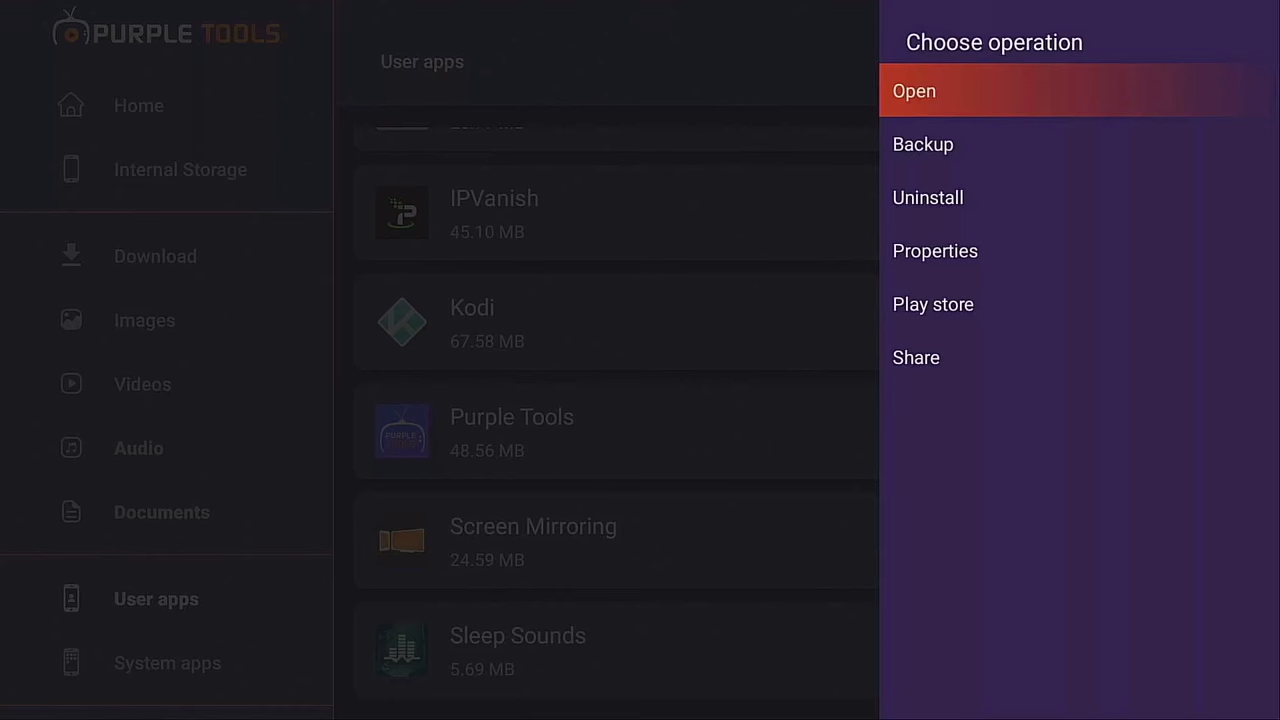 PURPLE TOOLS
Home
Internal Storage
Download
Images
Videos
Audio
Documents
User apps
System apps
User apps
IPVanish
45.10 MB
Kodi
67.58 MB
PURPLE
Purple Tools
48.56 MB
Screen Mirroring
24.59 MB
Sleep Sounds
5.69 MB
Choose operation
Open
Backup
Uninstall
Properties
Play store
Share